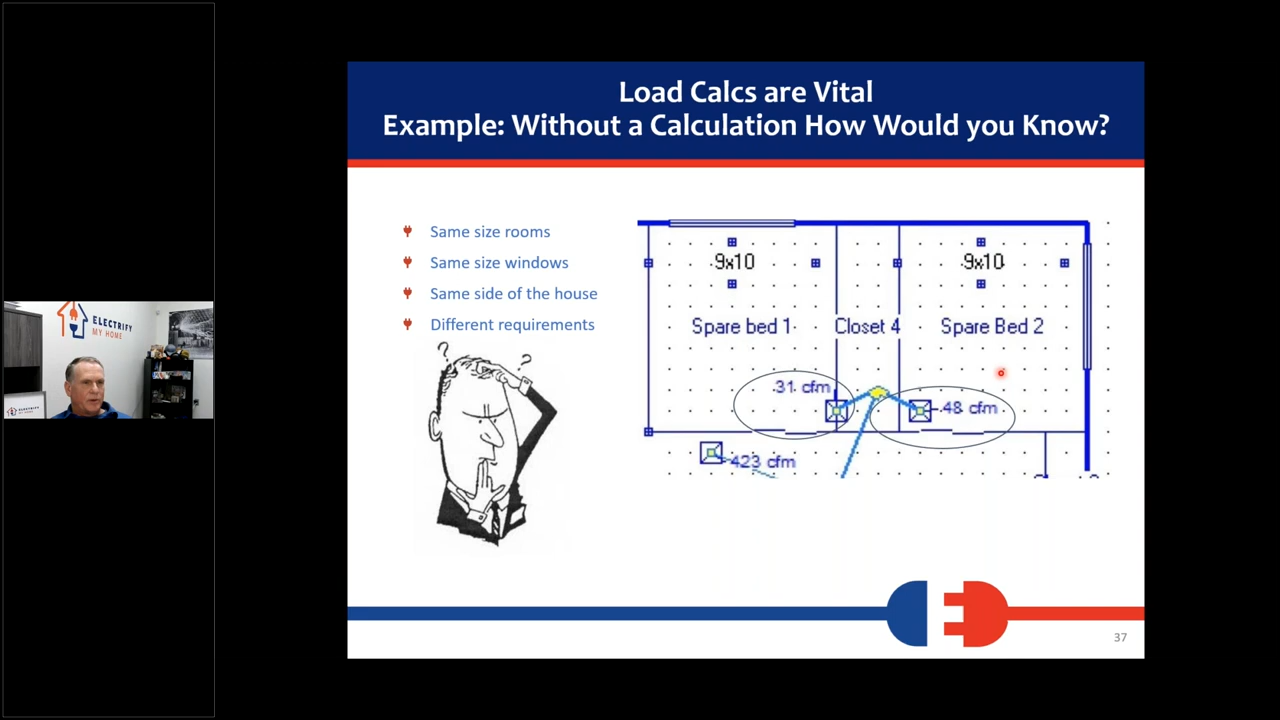 Load Calcs are Vital
Example: Without a Calculation How Would you Know?
Same size rooms
Same size windows
Same side of the house
Different requirements
? ?
9x10
9x10
Spare bed 1
Closet 4
Spare Bed 2
31 cfm
48 cfm
423 cfm
37
ELECTRIFY
MY HOME